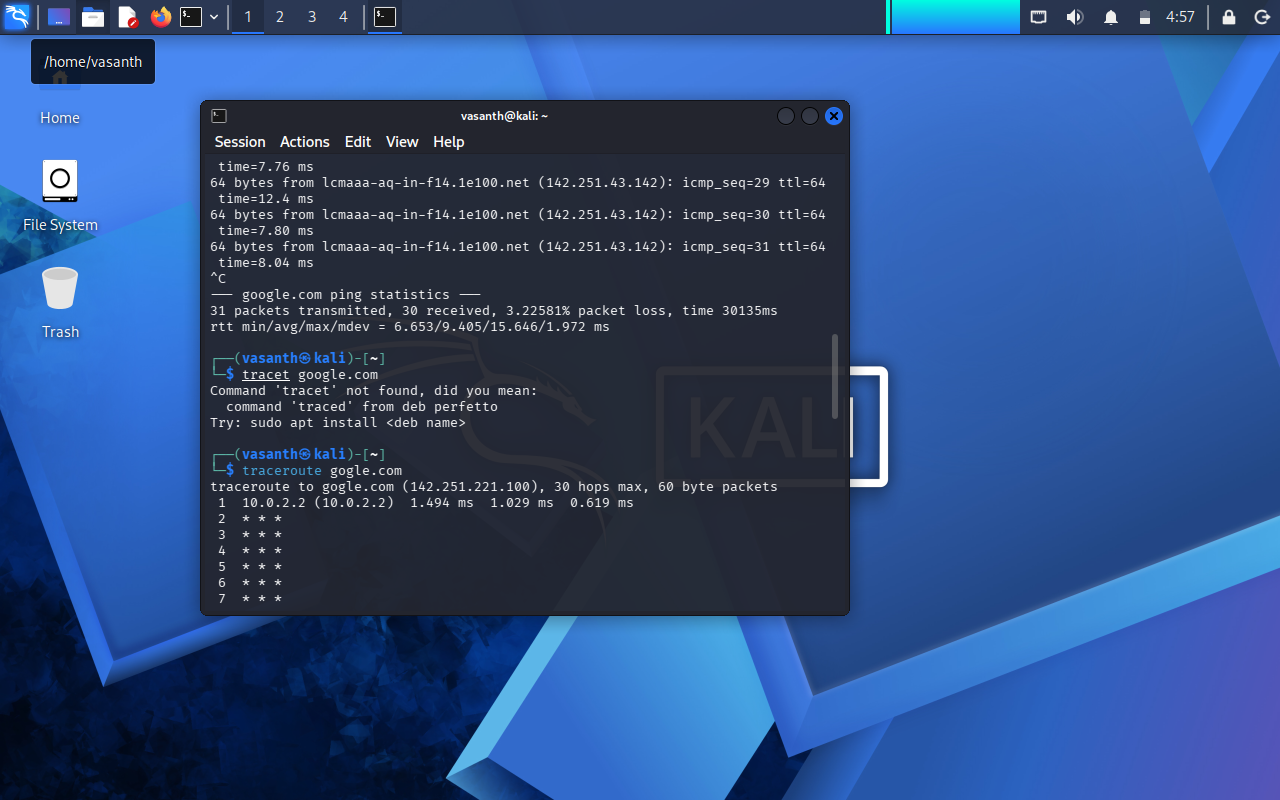 1 2 3 4 4:57
/home/vasanth
Home
File System
Trash
vasanth@kali: ~
Session Actions Edit View Help
time=7.76 ms
64 bytes from lcmaaa-aq-in-f14.1e100.net (142.251.43.142): icmp_seq=29 ttl=64
time=12.4 ms
64 bytes from lcmaaa-aq-in-f14.1e100.net (142.251.43.142): icmp_seq=30 ttl=64
time=7.80 ms
64 bytes from lcmaaa-aq-in-f14.1e100.net (142.251.43.142): icmp_seq=31 ttl=64
time=8.04 ms
^C
--- google.com ping statistics ---
31 packets transmitted, 30 received, 3.22581% packet loss, time 30135ms
rtt min/avg/max/mdev = 6.653/9.405/15.646/1.972 ms
┌──(vasanth㉿kali)-[~]
└─$ tracet google.com
Command 'tracet' not found, did you mean:
command 'traced' from deb perfetto
Try: sudo apt install <deb name>
┌──(vasanth㉿kali)-[~]
└─$ traceroute gogle.com
traceroute to gogle.com (142.251.221.100), 30 hops max, 60 byte packets
1 10.0.2.2 (10.0.2.2) 1.494 ms 1.029 ms 0.619 ms
2 * * *
3 * * *
4 * * *
5 * * *
6 * * *
7 * * *
KALI